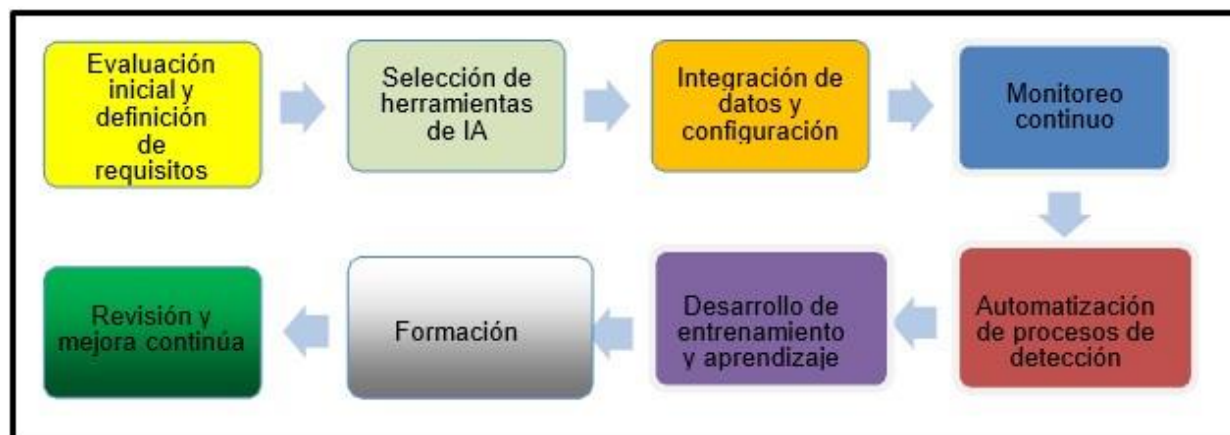 Evaluación
inicial y
definición
de
requisitos
Selección de
herramientas
de IA
Integración de
datos y
configuración
Monitoreo
continuo
Automatización
de procesos de
detección
Desarrollo de
entrenamiento
y aprendizaje
Formación
Revisión y
mejora continúa